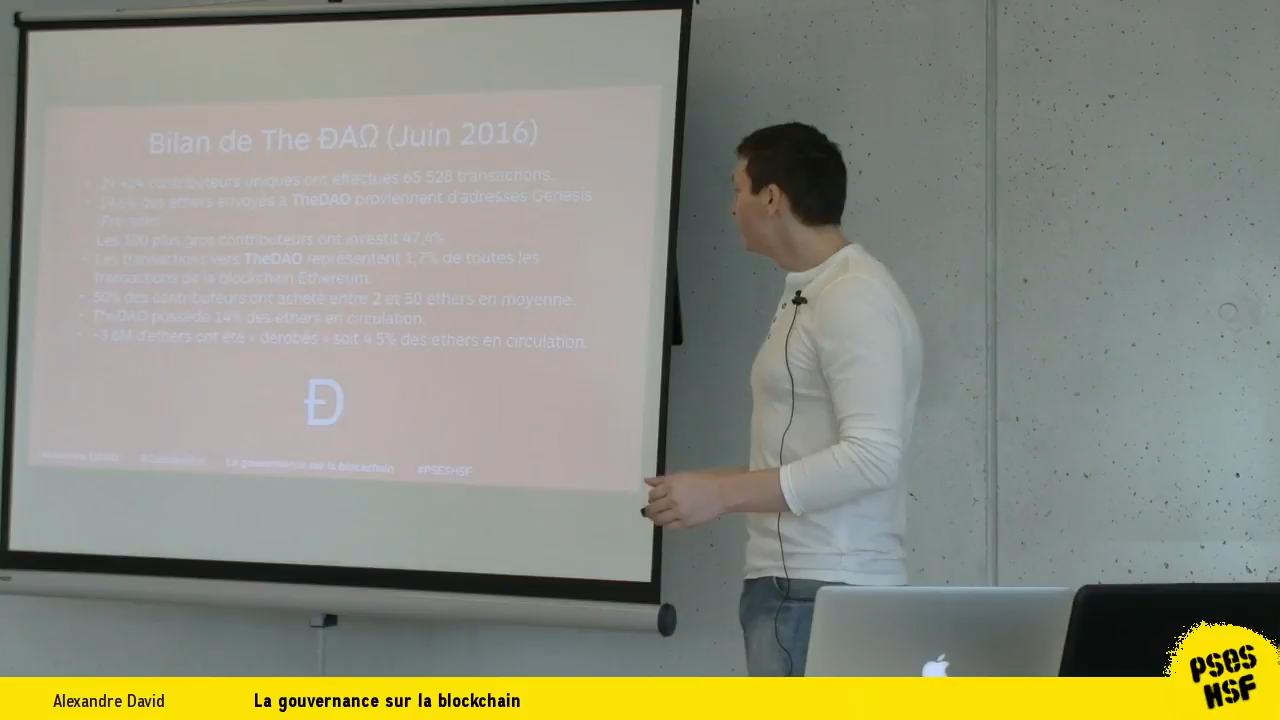 Bilan de The ĐAΩ (Juin 2016)
contributeurs uniques ont effectués 65 528 transactions.
des ethers envoyés à TheDAO proviennent d'adresses Genesis
Les 100 plus gros contributeurs ont investit 47,4%.
Les transactions vers TheDAO représentent 1,7% de toutes les
transactions de la blockchain Ethereum.
50% des contributeurs ont acheté entre 2 et 50 ethers en moyenne.
TheDAO possède 14% des ethers en circulation.
d'ethers ont été « dérobés » soit 4.5% des ethers en circulation.
Đ
La gouvernance sur la blockchain #PSESHSF
Alexandre David La gouvernance sur la blockchain
PSES
HSF